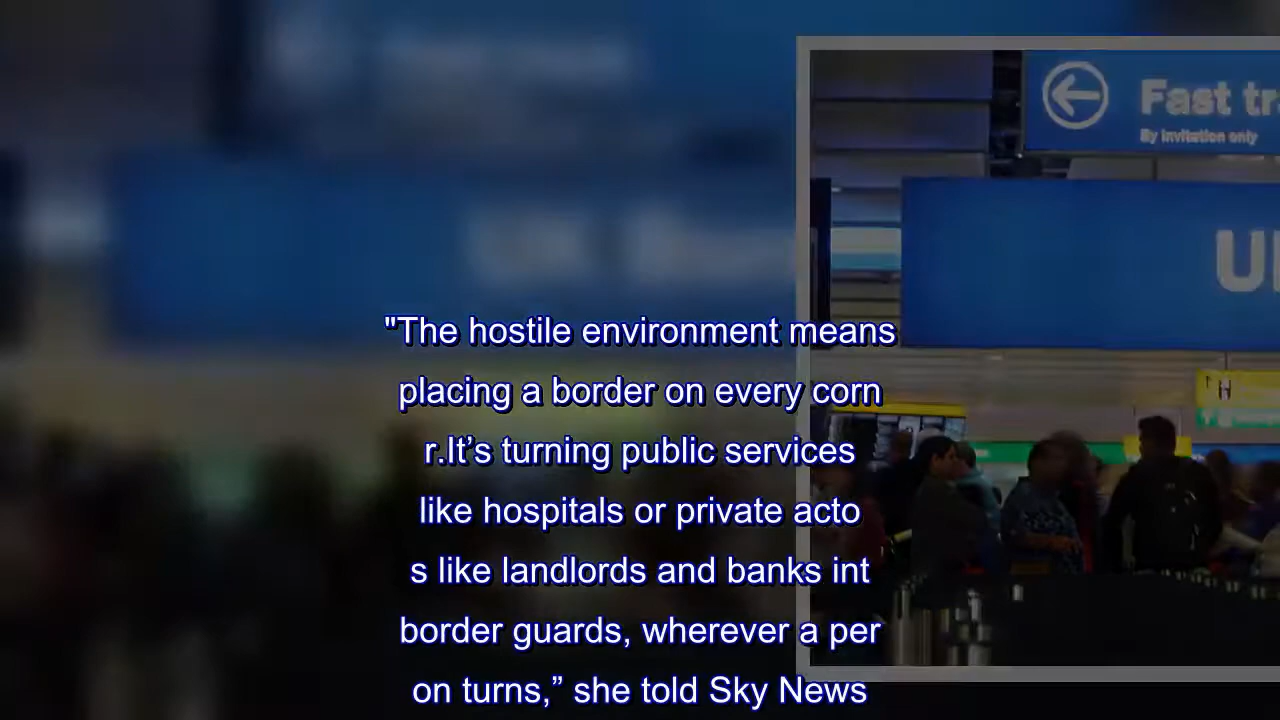 Fast tr
By invitation only
U
"The hostile environment means
placing a border on every corn
r.It’s turning public services
like hospitals or private acto
s like landlords and banks int
border guards, wherever a per
on turns,” she told Sky News